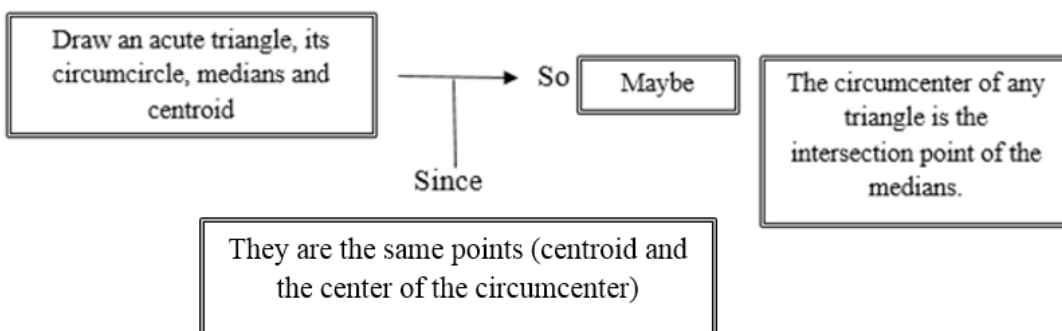 Draw an acute triangle, its
circumcircle, medians and
centroid
So
Maybe
The circumcenter of any
triangle is the
intersection point of the
medians.
Since
They are the same points (centroid and
the center of the circumcenter)